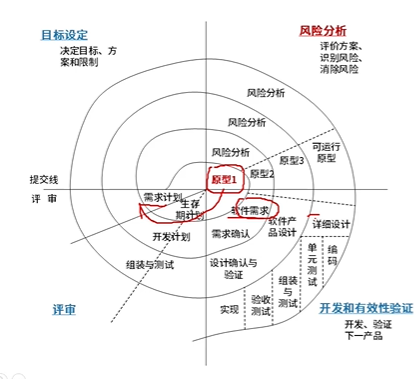 目标设定
决定目标、方
案和限制
风险分析
评价方案、
识别风险、
消除风险
风险分析
风险分析
风险分析
可运行
原型
原型3
原型2
原型1
提交线
评 审
需求计划
生存
期计划
软件需求
软件产
品设计
详细设计
开发计划
需求确认
单元测试
编码
组装与测试
设计确认与
验证
组装
与
测试
验收
测试
实现
评审
开发和有效性验证
开发、验证
下一产品